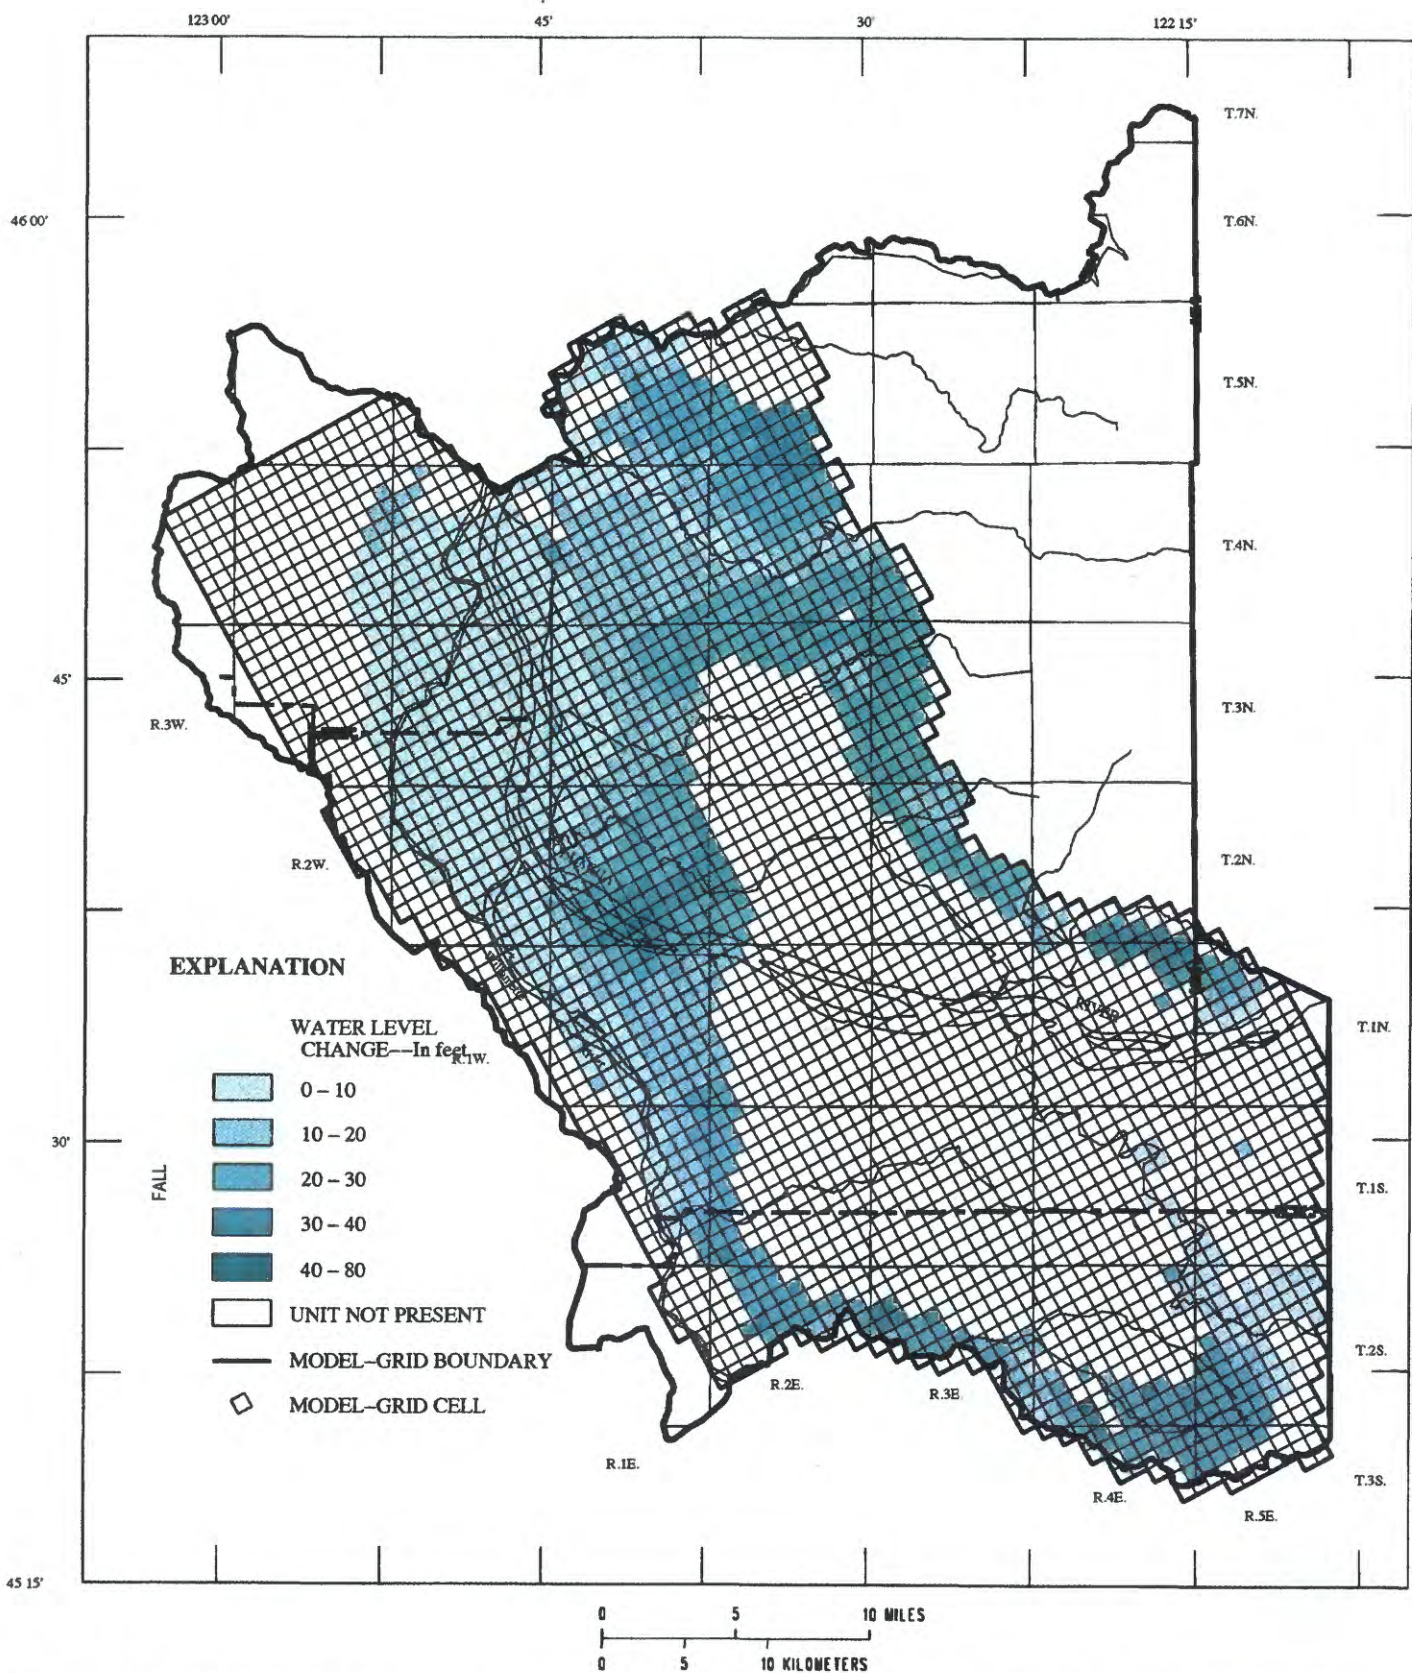 123 00'
45'
30'
122 15'
T.7N.
46 00'
T.6N.
T.5N.
T.4N.
45'
R.3W.
T.3N.
R.2W.
T.2N.
EXPLANATION
RIVER
WATER LEVEL
CHANGE--In feet
R.1W.
T.1N.
0 – 10
10 – 20
30'
20 – 30
FALL
T.1S.
30 – 40
40 – 80
UNIT NOT PRESENT
MODEL–GRID BOUNDARY
T.2S.
R.2E.
R.3E.
MODEL–GRID CELL
R.1E.
R.4E.
T.3S.
R.5E.
45 15'
0 5 10 MILES
0 5 10 KILOMETERS